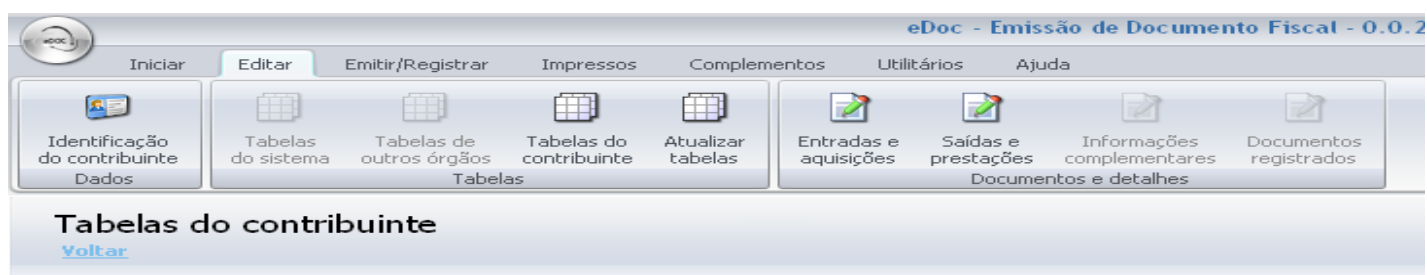 eDoc - Emissão de Documento Fiscal - 0.0.2
eDOC
Iniciar Editar Emitir/Registrar Impressos Complementos Utilitários Ajuda
Identificação do contribuinte
Tabelas do sistema
Tabelas de outros órgãos
Tabelas do contribuinte
Atualizar tabelas
Entradas e aquisições
Saídas e prestações
Informações complementares
Documentos registrados
Dados Tabelas Documentos e detalhes
Tabelas do contribuinte
Voltar